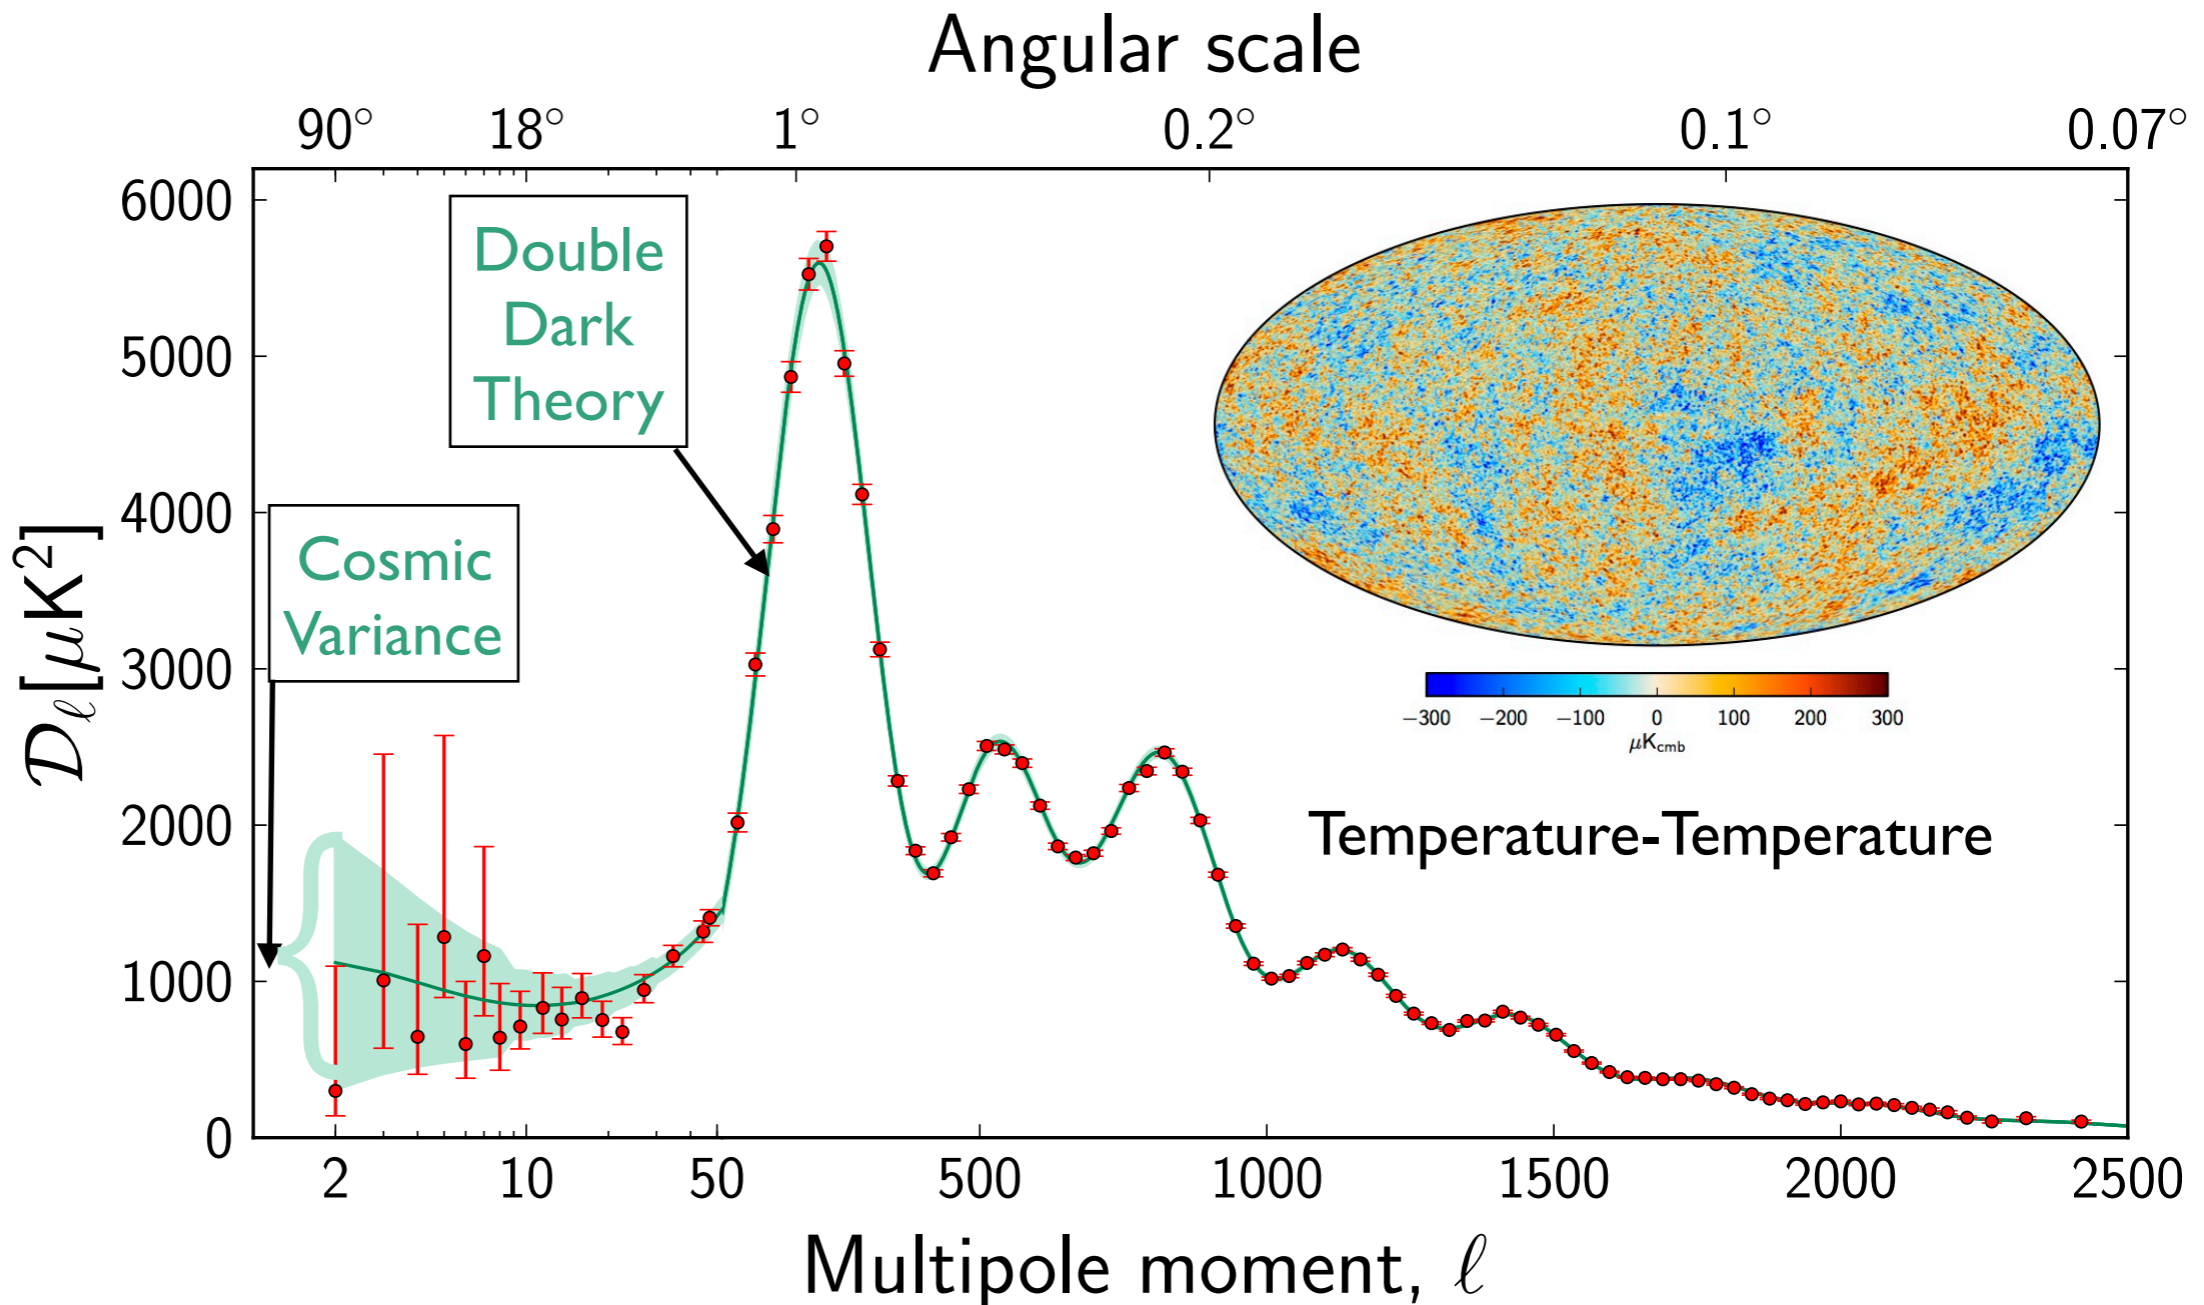 Angular scale
90° 18° 1° 0.2° 0.1° 0.07°
6000
5000
4000
3000
2000
1000
0
𝒟ℓ[μK²]
Double
Dark
Theory
Cosmic
Variance
−300 −200 −100 0 100 200 300
μKcmb
Temperature-Temperature
2 10 50 500 1000 1500 2000 2500
Multipole moment, ℓ